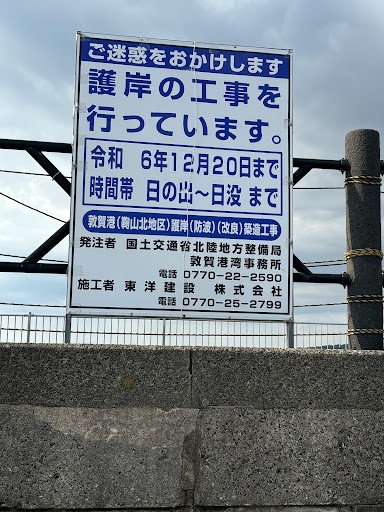 ご迷惑をおかけします
護岸の工事を
行っています。
令和 6年12月20日まで
時間帯 日の出~日没 まで
敦賀港(鞠山北地区)護岸(防波)(改良)築造工事
発注者 国土交通省北陸地方整備局
敦賀港湾事務所
電話 0770-22-2590
施工者 東洋建設 株式会社
電話 0770-25-2799